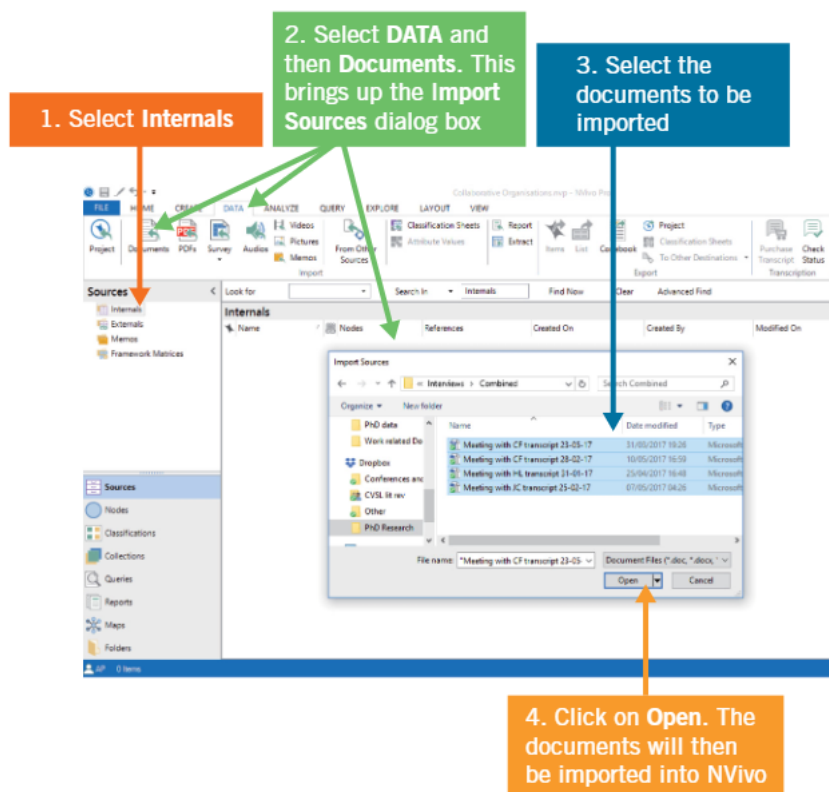 2. Select DATA and
then Documents. This
brings up the Import
Sources dialog box
3. Select the
documents to be
imported
1. Select Internals
Collaborative Organisations.nvp - NVivo Pro
FILE HOME CREATE DATA ANALYZE QUERY EXPLORE LAYOUT VIEW
Project Documents PDFs Survey Audios Videos Pictures Memos From Other Sources Classification Sheets Attribute Values Report Extract Items List Codebook Project Classification Sheets To Other Destinations Purchase Transcript Check Status
Import Export Transcription
Sources Look for Search In Internals Find Now Clear Advanced Find
Internals
Externals
Memos
Framework Matrices
Internals
Name Nodes References Created On Created By Modified On
Import Sources
« Interviews > Combined Search Combined
Organize New folder
PhD data
Work related Do
Dropbox
Conferences and
CVSL lit rev
Other
PhD Research
Name Date modified Type
Meeting with CF transcript 23-05-17 31/05/2017 19:26 Microsoft
Meeting with CF transcript 28-02-17 10/05/2017 16:59 Microsoft
Meeting with HL transcript 31-01-17 25/04/2017 16:48 Microsoft
Meeting with JC transcript 25-02-17 07/05/2017 04:26 Microsoft
File name: "Meeting with CF transcript 23-05 Document Files (*.doc, *.docx, *
Open Cancel
Sources
Nodes
Classifications
Collections
Queries
Reports
Maps
Folders
AP 0 Items
4. Click on Open. The
documents will then
be imported into NVivo